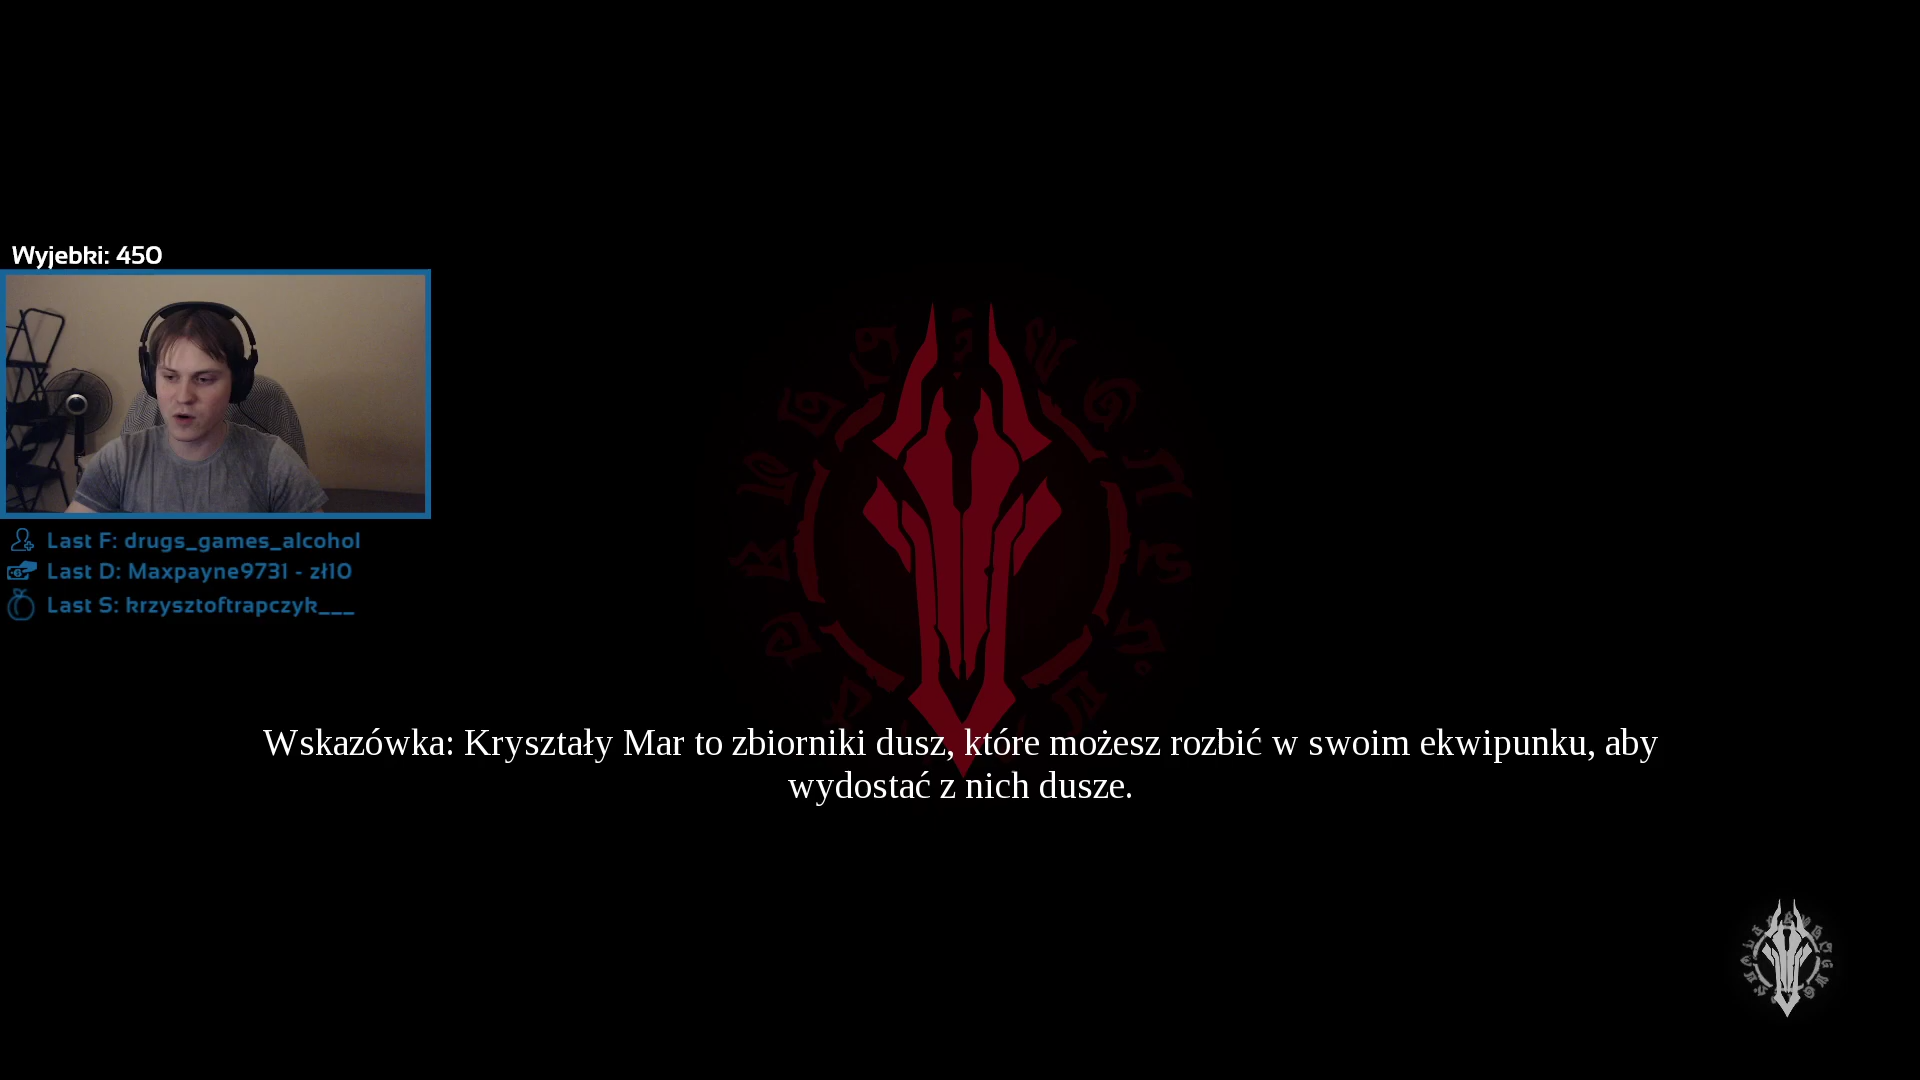 Wyjebki: 450
Last F: drugs_games_alcohol
Last D: Maxpayne9731 - zł10
Last S: krzysztoftrapczyk___
Wskazówka: Kryształy Mar to zbiorniki dusz, które możesz rozbić w swoim ekwipunku, aby
wydostać z nich dusze.